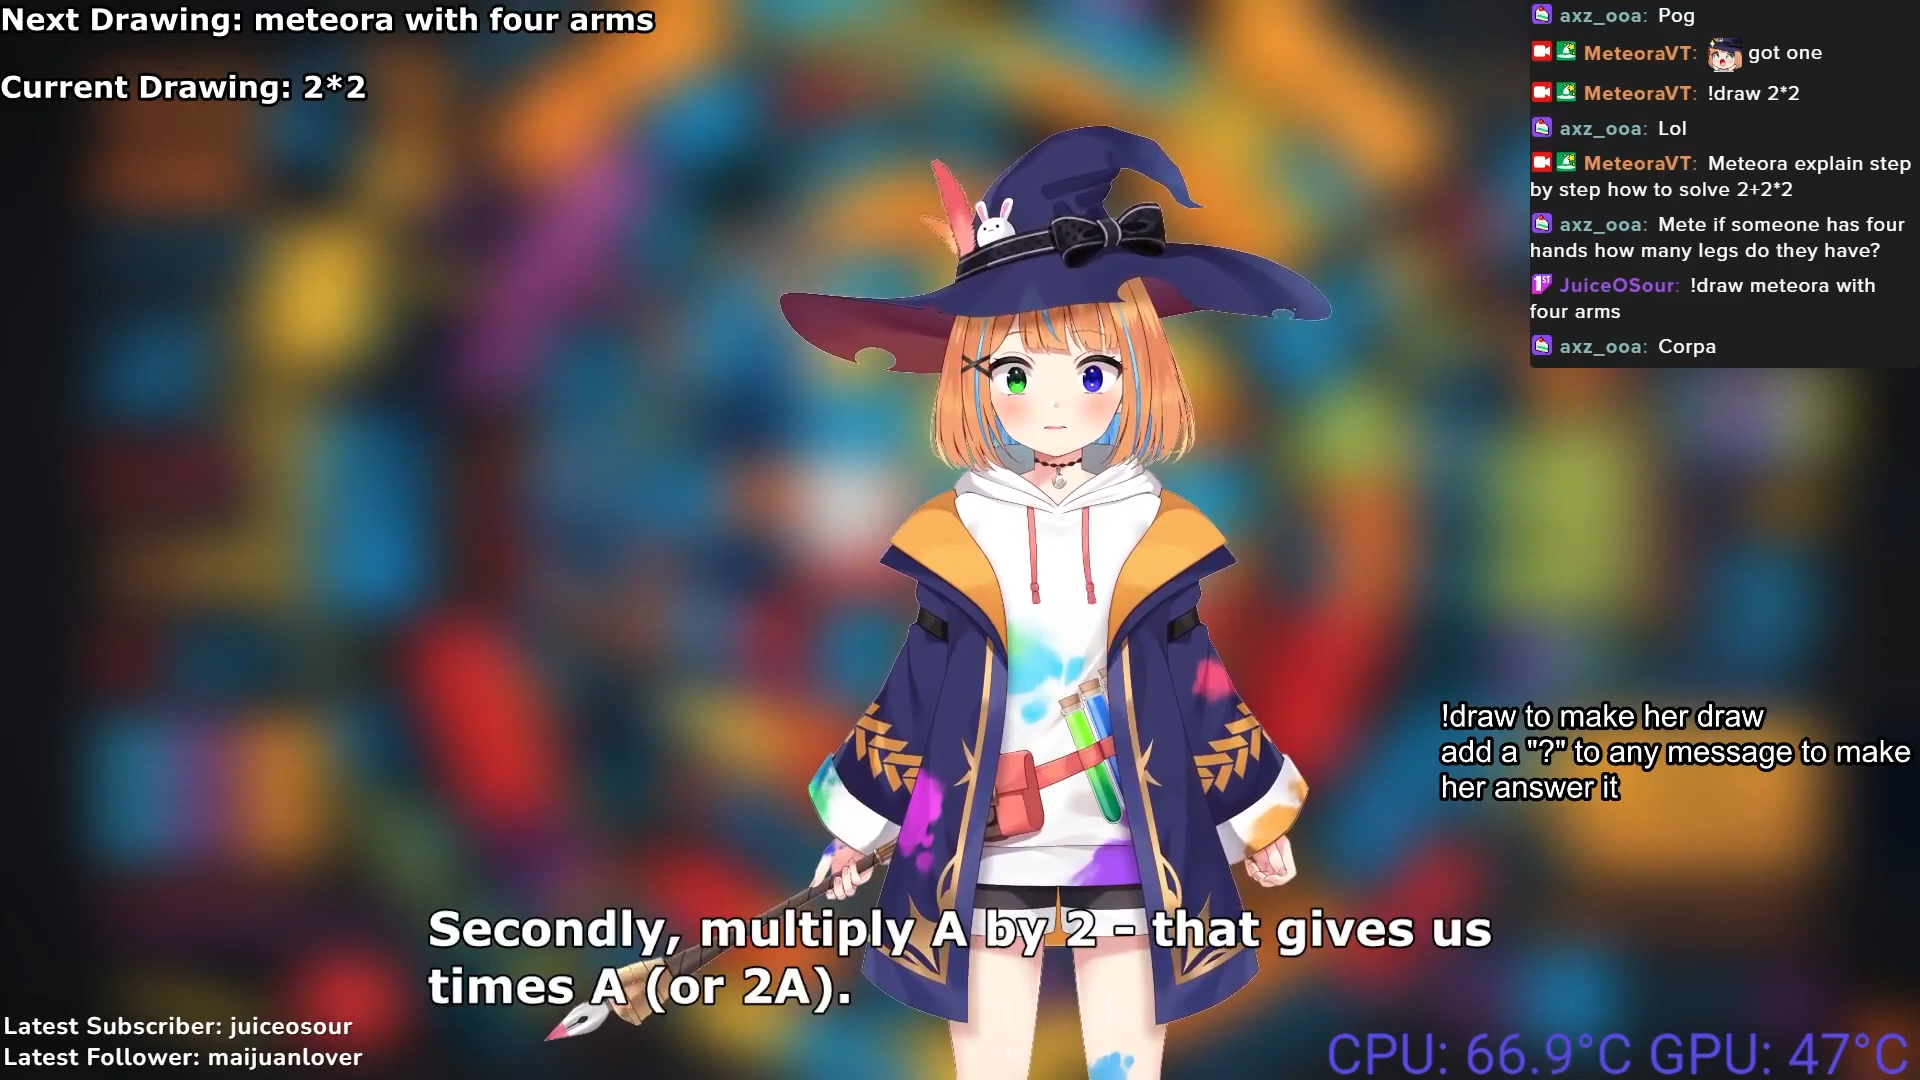 Next Drawing: meteora with four arms
Current Drawing: 2*2
axz_ooa: Pog
MeteoraVT: got one
MeteoraVT: !draw 2*2
axz_ooa: Lol
MeteoraVT: Meteora explain step
by step how to solve 2+2*2
axz_ooa: Mete if someone has four
hands how many legs do they have?
1ST JuiceOSour: !draw meteora with
four arms
axz_ooa: Corpa
!draw to make her draw
add a "?" to any message to make
her answer it
Secondly, multiply A by 2 - that gives us
times A (or 2A).
Latest Subscriber: juiceosour
Latest Follower: maijuanlover
CPU: 66.9°C GPU: 47°C